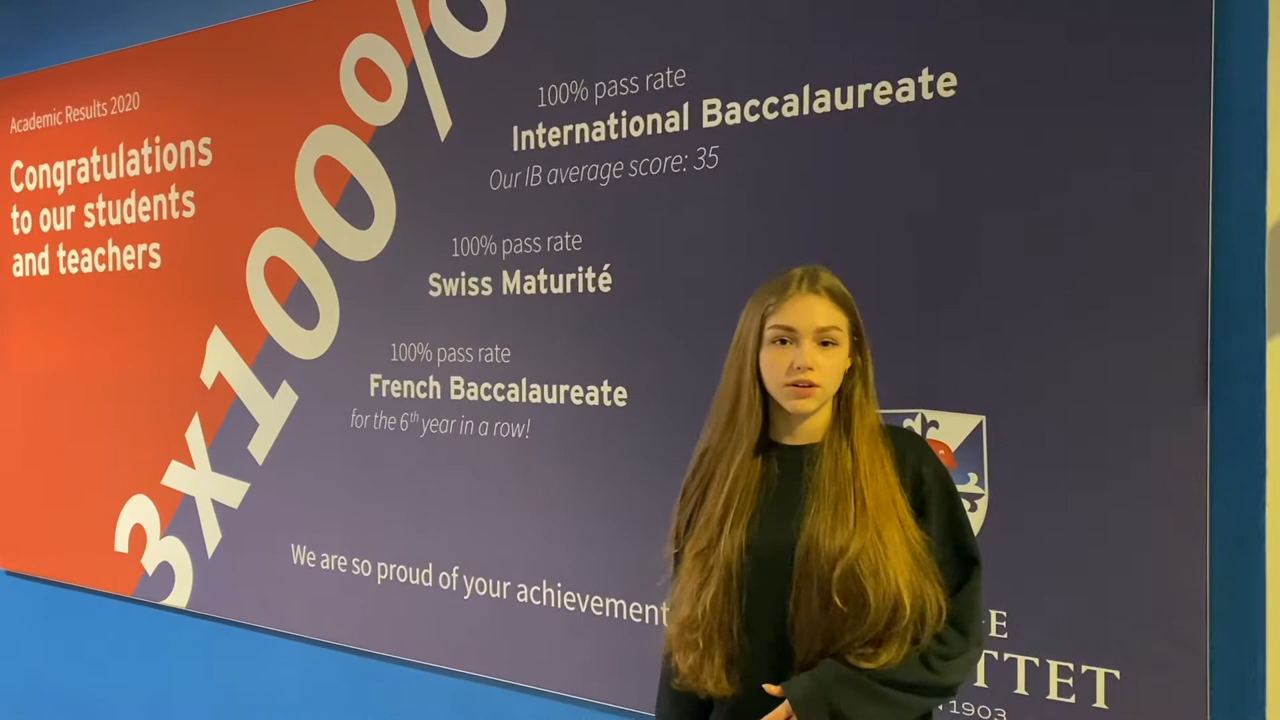 Academic Results 2020
Congratulations
to our students
and teachers
3x100%
100% pass rate
International Baccalaureate
Our IB average score: 35
100% pass rate
Swiss Maturité
100% pass rate
French Baccalaureate
for the 6th year in a row!
We are so proud of your achievement
1903